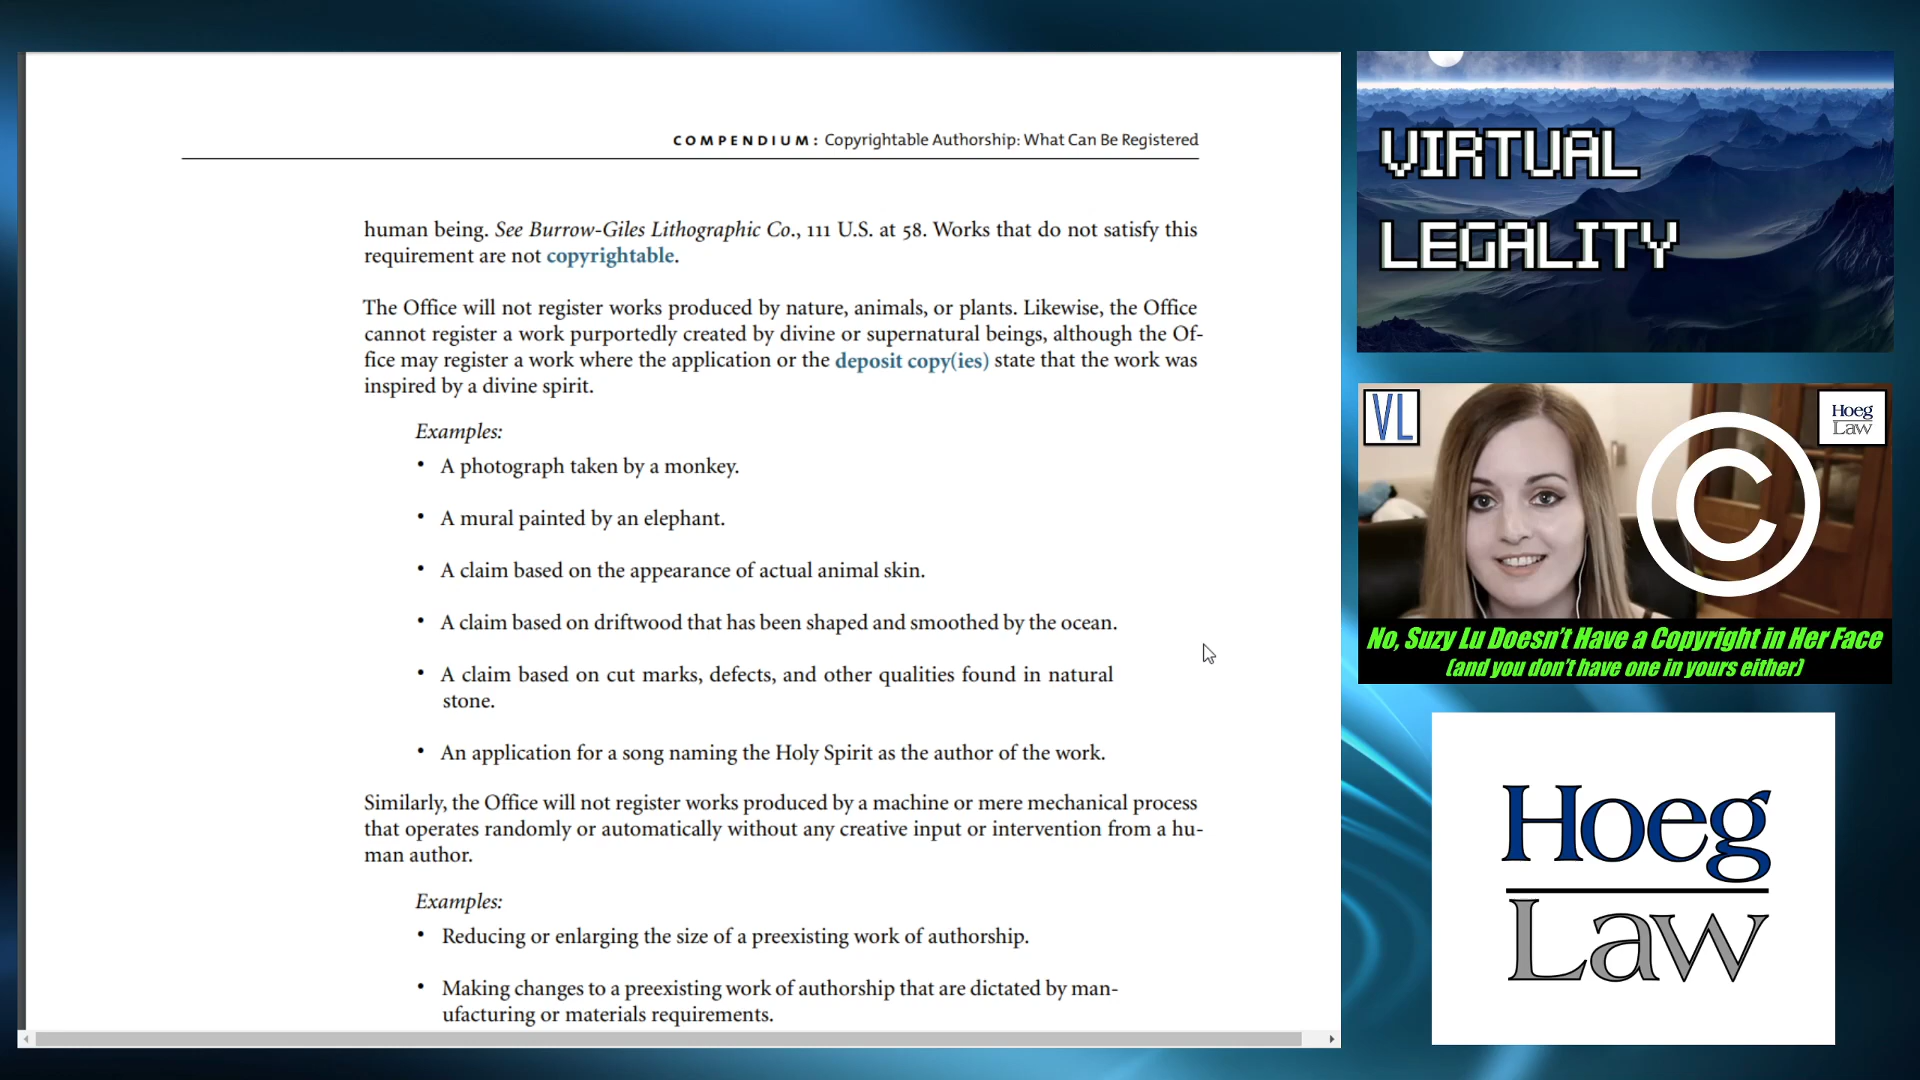 COMPENDIUM: Copyrightable Authorship: What Can Be Registered
human being. See Burrow-Giles Lithographic Co., 111 U.S. at 58. Works that do not satisfy this
requirement are not copyrightable.
The Office will not register works produced by nature, animals, or plants. Likewise, the Office
cannot register a work purportedly created by divine or supernatural beings, although the Of-
fice may register a work where the application or the deposit copy(ies) state that the work was
inspired by a divine spirit.
Examples:
• A photograph taken by a monkey.
• A mural painted by an elephant.
• A claim based on the appearance of actual animal skin.
• A claim based on driftwood that has been shaped and smoothed by the ocean.
• A claim based on cut marks, defects, and other qualities found in natural
stone.
• An application for a song naming the Holy Spirit as the author of the work.
Similarly, the Office will not register works produced by a machine or mere mechanical process
that operates randomly or automatically without any creative input or intervention from a hu-
man author.
Examples:
• Reducing or enlarging the size of a preexisting work of authorship.
• Making changes to a preexisting work of authorship that are dictated by man-
ufacturing or materials requirements.
VIRTUAL
LEGALITY
VL
Hoeg
Law
©
No, Suzy Lu Doesn't Have a Copyright in Her Face
(and you don't have one in yours either)
Hoeg
Law